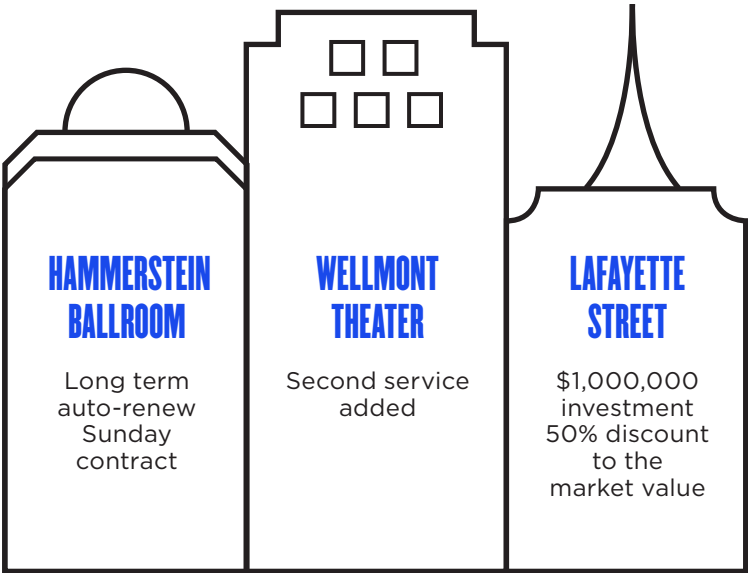 HAMMERSTEIN
BALLROOM
Long term
auto-renew
Sunday
contract
WELLMONT
THEATER
Second service
added
LAFAYETTE
STREET
$1,000,000
investment
50% discount
to the
market value